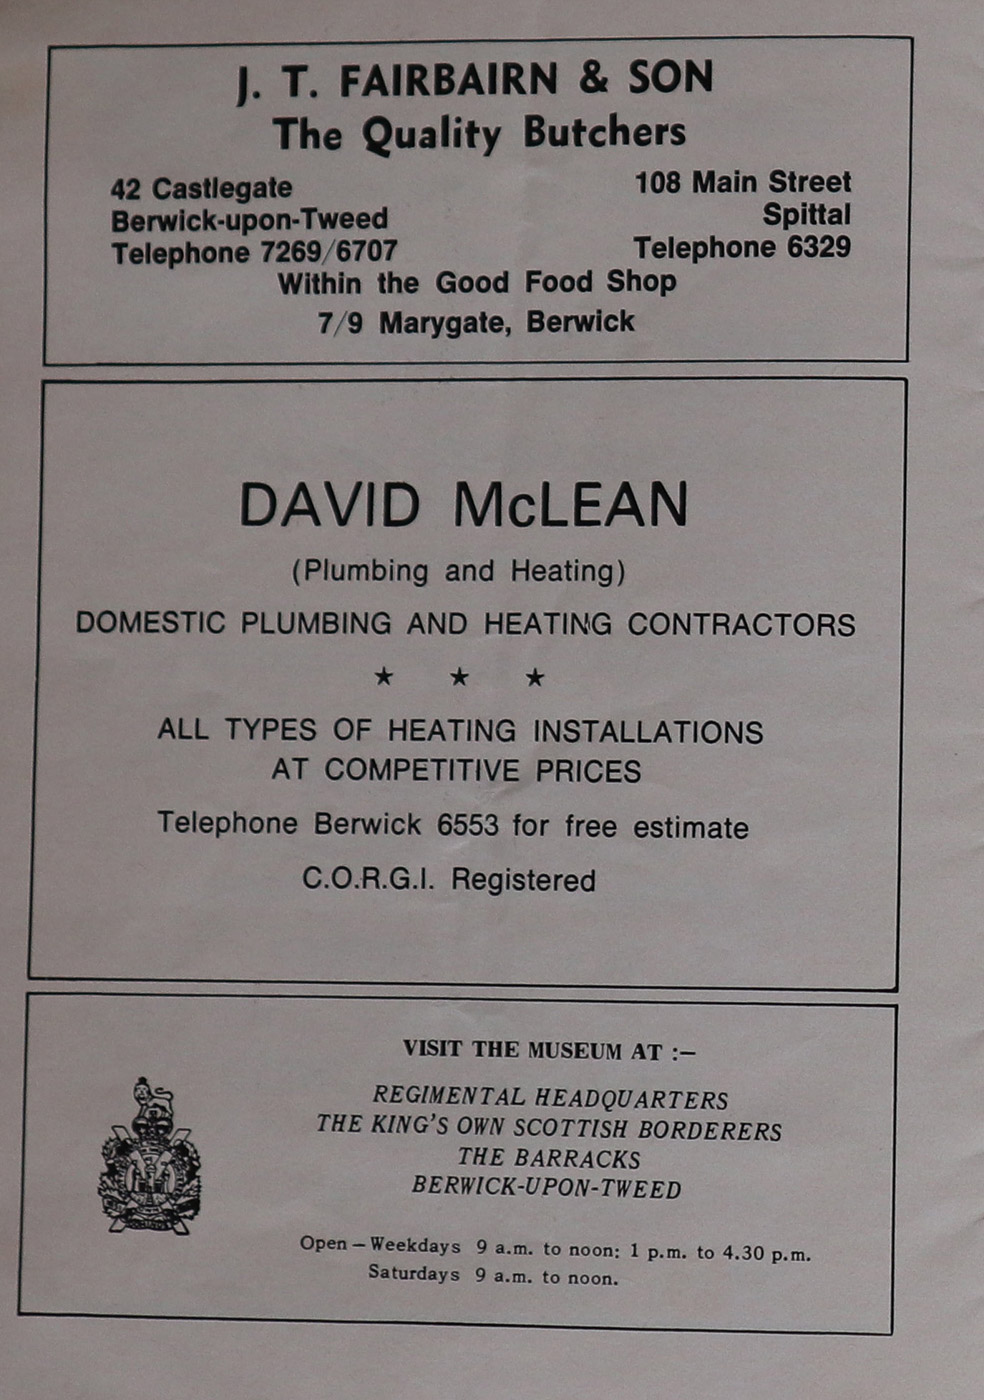 J. T. FAIRBAIRN & SON
The Quality Butchers
42 Castlegate
Berwick-upon-Tweed
Telephone 7269/6707
108 Main Street
Spittal
Telephone 6329
Within the Good Food Shop
7/9 Marygate, Berwick
DAVID McLEAN
(Plumbing and Heating)
DOMESTIC PLUMBING AND HEATING CONTRACTORS
★ ★ ★
ALL TYPES OF HEATING INSTALLATIONS
AT COMPETITIVE PRICES
Telephone Berwick 6553 for free estimate
C.O.R.G.I. Registered
VISIT THE MUSEUM AT :–
REGIMENTAL HEADQUARTERS
THE KING'S OWN SCOTTISH BORDERERS
THE BARRACKS
BERWICK-UPON-TWEED
Open – Weekdays 9 a.m. to noon: 1 p.m. to 4.30 p.m.
Saturdays 9 a.m. to noon.